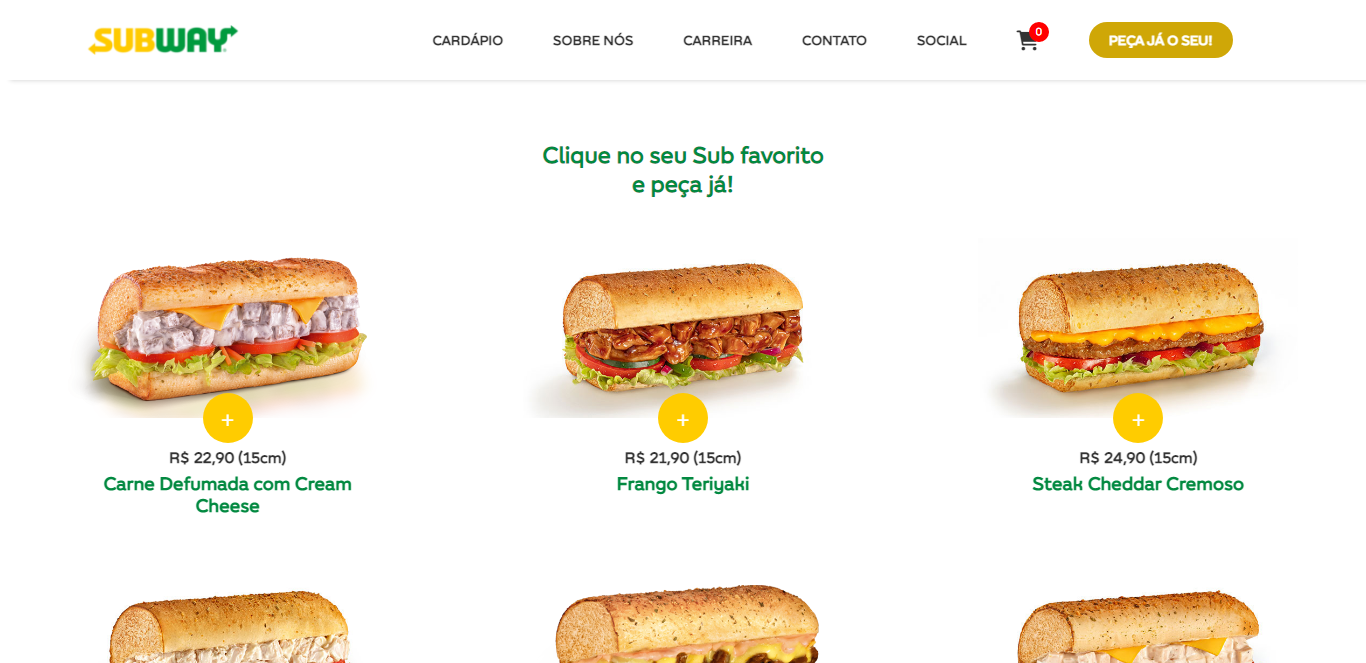 SUBWAY
CARDÁPIO SOBRE NÓS CARREIRA CONTATO SOCIAL 0 PEÇA JÁ O SEU!
Clique no seu Sub favorito
e peça já!
+ + +
R$ 22,90 (15cm) R$ 21,90 (15cm) R$ 24,90 (15cm)
Carne Defumada com Cream Frango Teriyaki Steak Cheddar Cremoso
Cheese